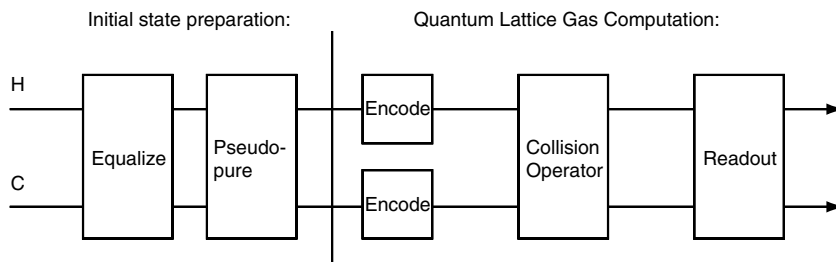 Initial state preparation:
Quantum Lattice Gas Computation:
H
C
Equalize
Pseudo-
pure
Encode
Encode
Collision
Operator
Readout